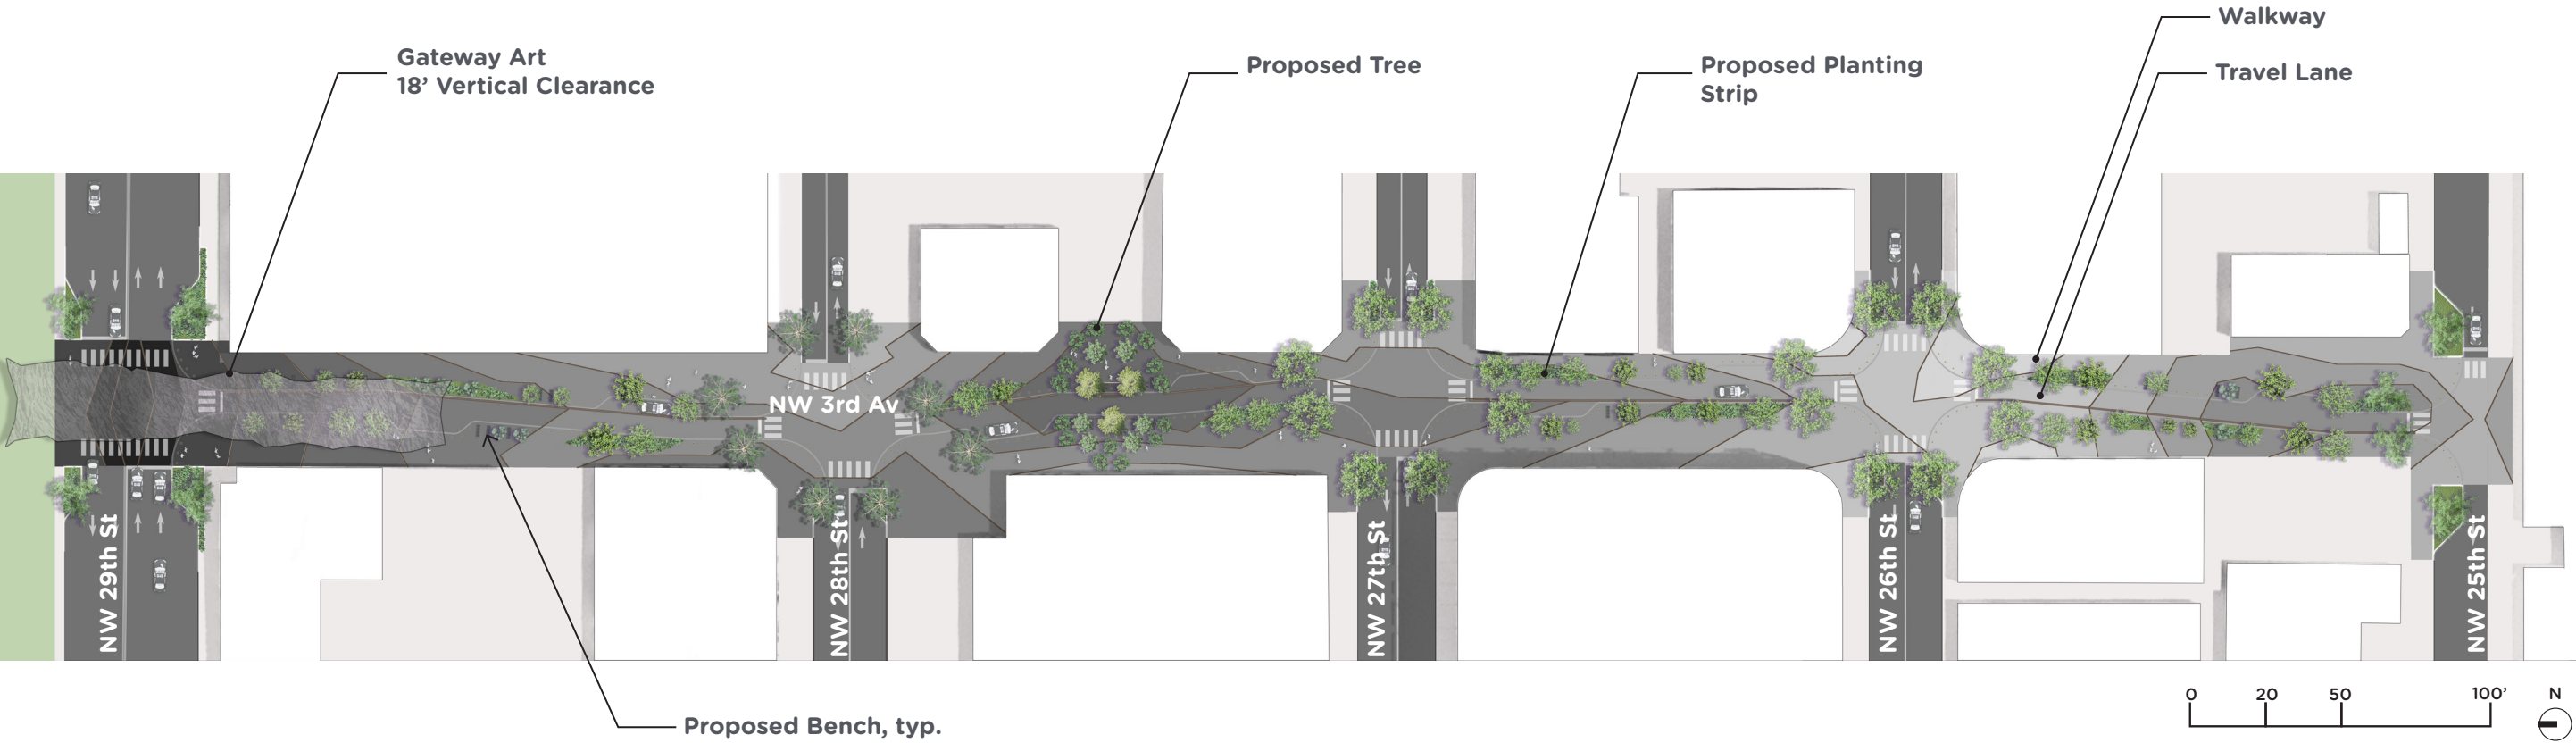 Walkway
Gateway Art
18’ Vertical Clearance
Proposed Tree
Proposed Planting
Strip
Travel Lane
NW 3rd Av
NW 29th St
NW 28th St
NW 27th St
NW 26th St
NW 25th St
Proposed Bench, typ.
0 20 50 100’ N